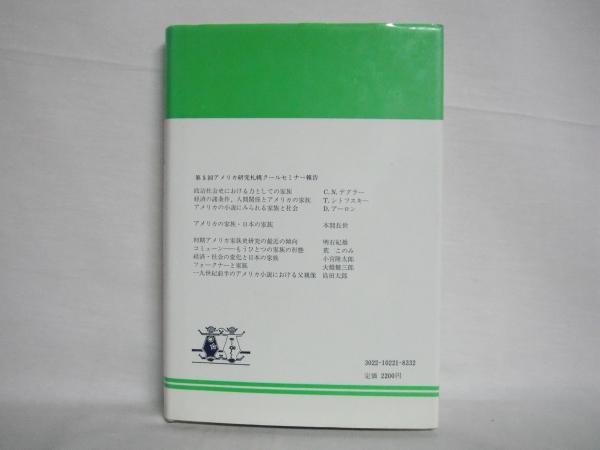 第5回アメリカ研究札幌クールセミナー報告
政治社会史における力としての家族 C. N. デグラー
経済の諸条件，人間関係とアメリカの家族 T. シトフスキー
アメリカの小説にみられる家族と社会 D. アーロン
アメリカの家族・日本の家族 本間長世
初期アメリカ家族史研究の最近の傾向 明石紀雄
コミューン——もうひとつの家族の形態 荒 このみ
経済・社会の変化と日本の家族 小宮隆太郎
フォークナーと家族 大橋健三郎
一九世紀前半のアメリカ小説における父親像 島田太郎
3022-10221-8332
定価 2200円